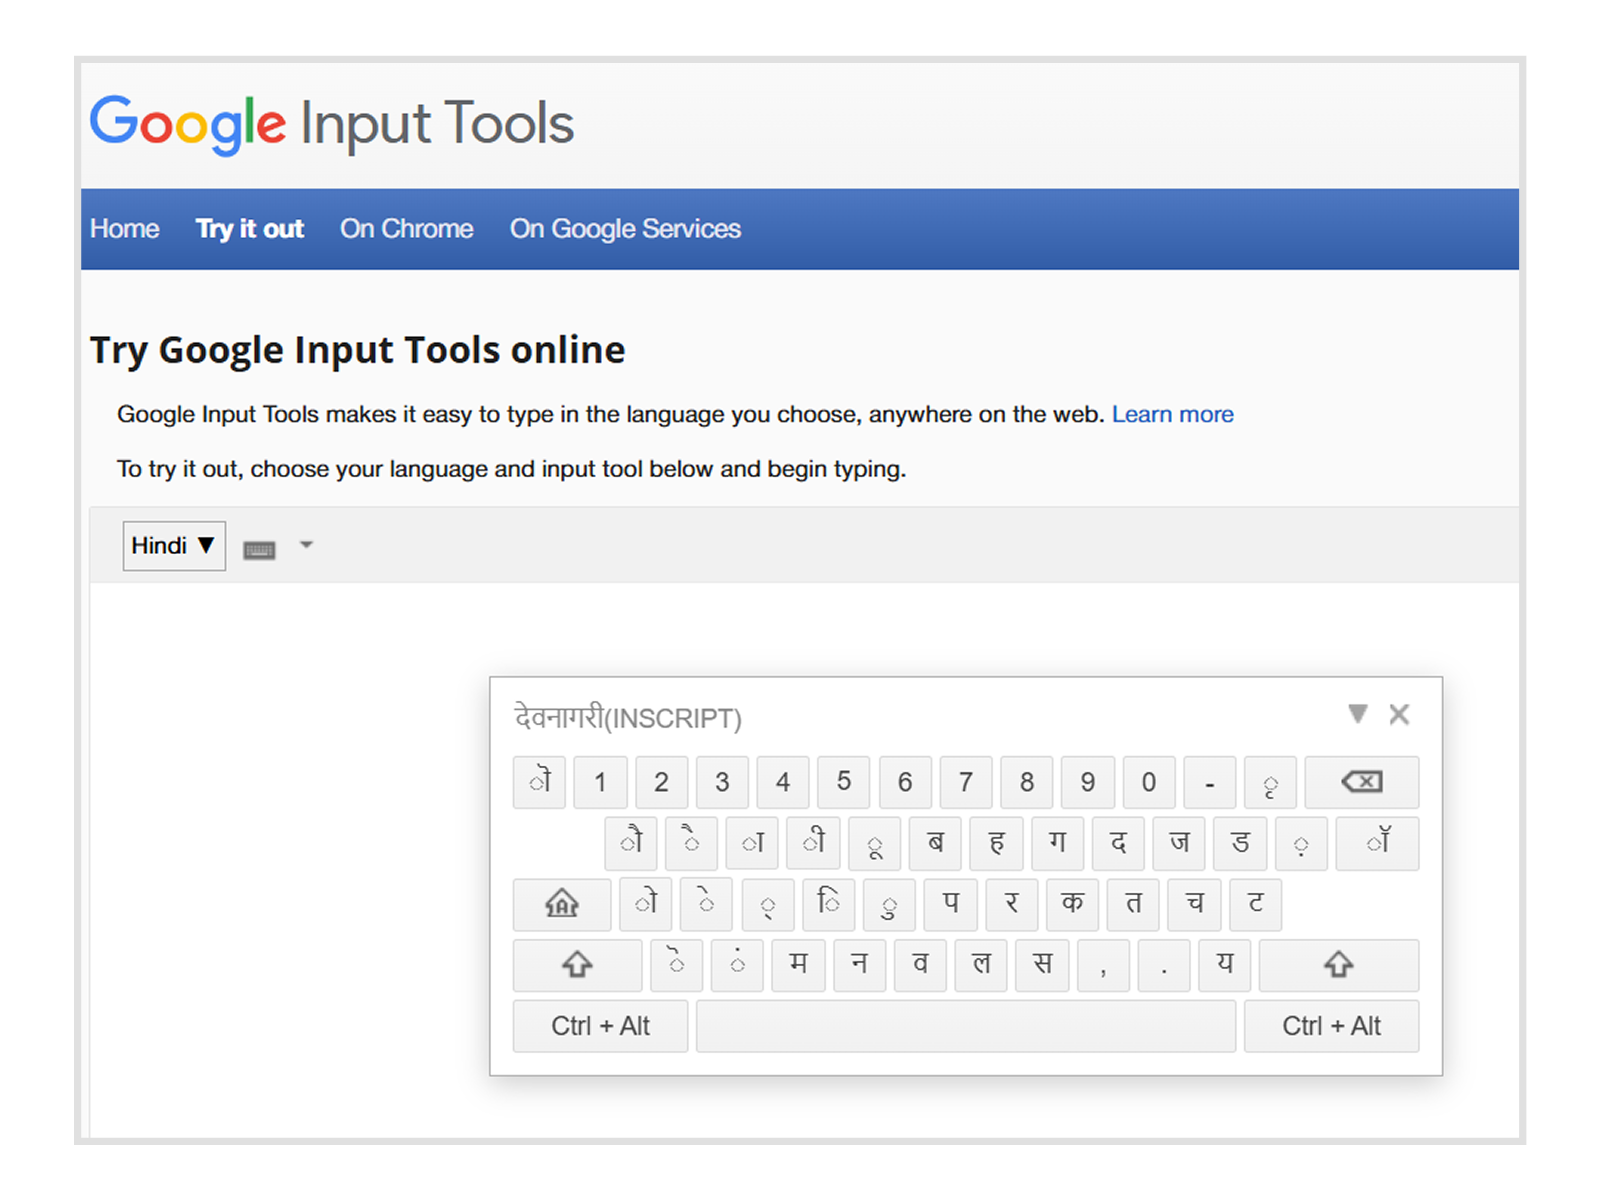 Google Input Tools
Home Try it out On Chrome On Google Services
Try Google Input Tools online
Google Input Tools makes it easy to type in the language you choose, anywhere on the web. Learn more
To try it out, choose your language and input tool below and begin typing.
Hindi ▼
देवनागरी(INSCRIPT)
ॊ 1 2 3 4 5 6 7 8 9 0 - ृ
ौ ै ा ी ू ब ह ग द ज ड ़ ॉ
ो े ् ि ु प र क त च ट
ॆ ं म न व ल स , . य
Ctrl + Alt Ctrl + Alt